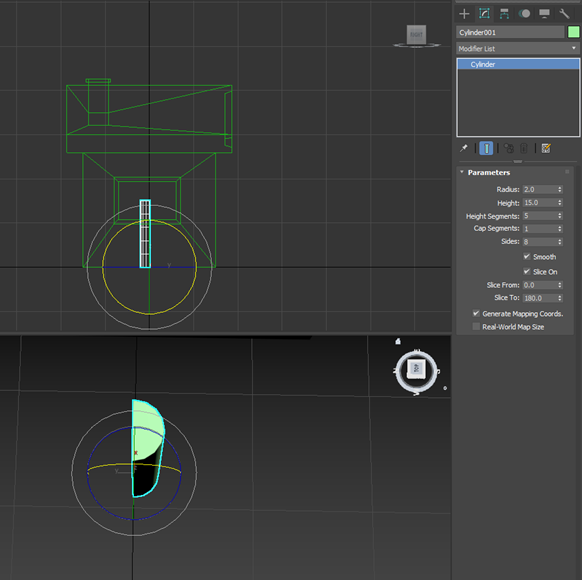 Cylinder001
Modifier List
Cylinder
Parameters
Radius: 2.0
Height: 15.0
Height Segments: 5
Cap Segments: 1
Sides: 8
Smooth
Slice On
Slice From: 0.0
Slice To: 180.0
Generate Mapping Coords.
Real-World Map Size
TOP